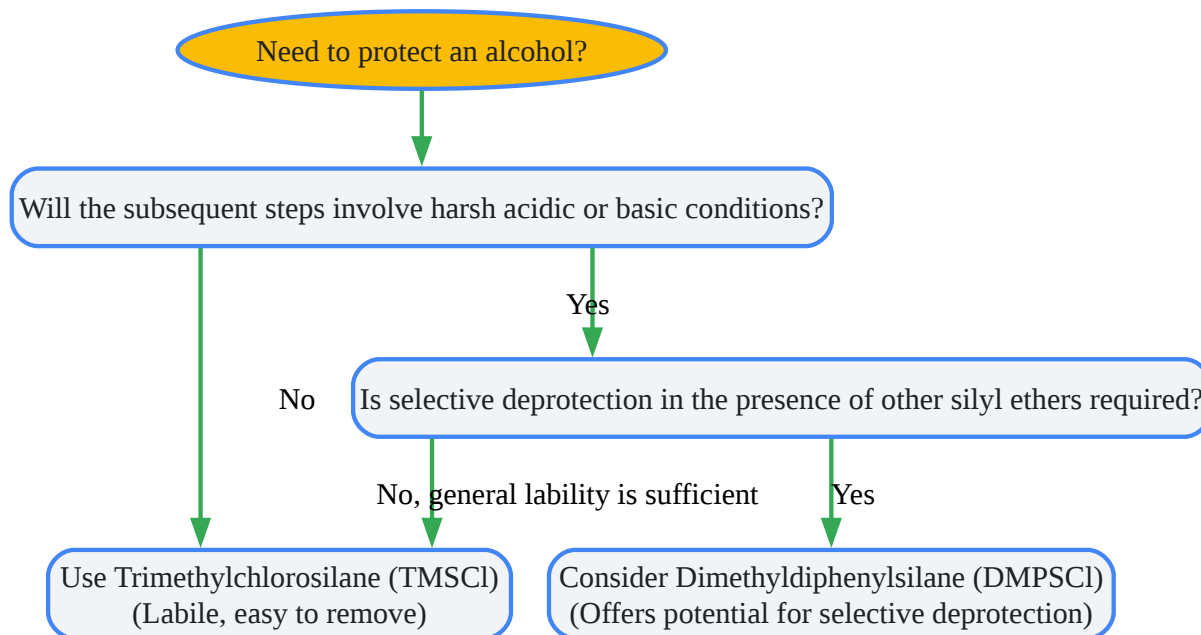 Need to protect an alcohol?
Will the subsequent steps involve harsh acidic or basic conditions?
Yes
No
Is selective deprotection in the presence of other silyl ethers required?
No, general lability is sufficient
Yes
Use Trimethylchlorosilane (TMSCl)
(Labile, easy to remove)
Consider Dimethyldiphenylsilane (DMPSCl)
(Offers potential for selective deprotection)